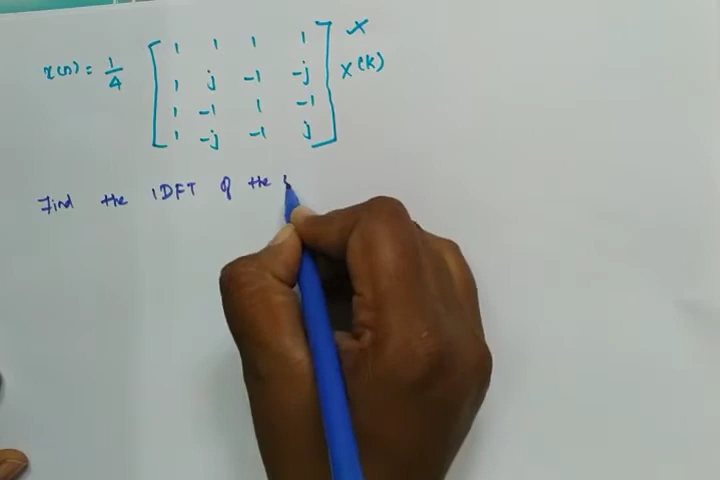 x(n) = 1/4 [ 1 1 1 1 ] X
1 j -1 -j X(k)
1 -1 1 -1
1 -j -1 j
Find the IDFT of the